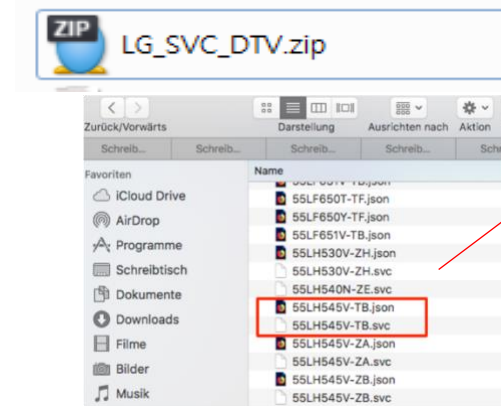 ZIP
LG_SVC_DTV.zip
Zurück/Vorwärts Darstellung Ausrichten nach Aktion
Schreib... Schreib... Schreib... Schreib...
Favoriten
iCloud Drive
AirDrop
Programme
Schreibtisch
Dokumente
Downloads
Filme
Bilder
Musik
Name
55LF650T-TF.json
55LF650Y-TF.json
55LF651V-TB.json
55LH530V-ZH.json
55LH530V-ZH.svc
55LH540N-ZE.svc
55LH545V-TB.json
55LH545V-TB.svc
55LH545V-ZA.json
55LH545V-ZA.svc
55LH545V-ZB.json
55LH545V-ZB.svc